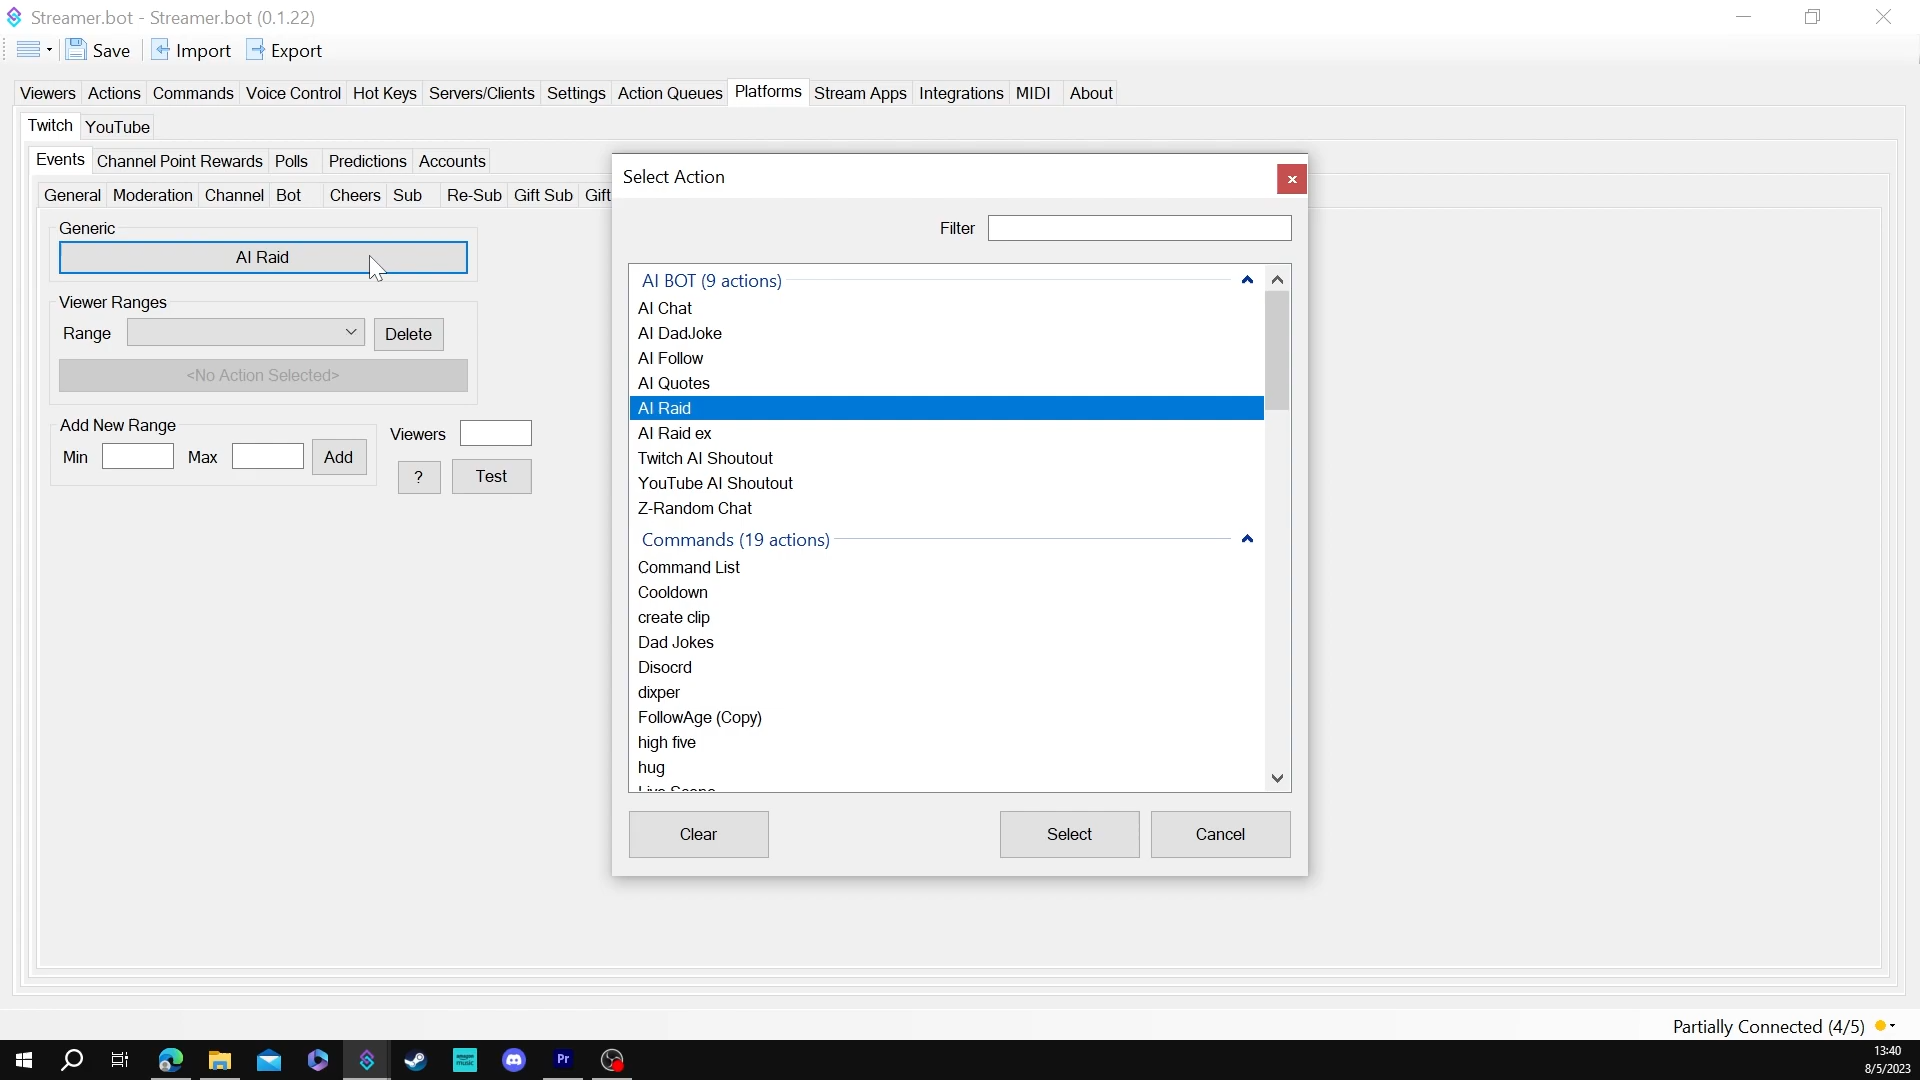 Streamer.bot - Streamer.bot (0.1.22)
Save Import Export
Viewers Actions Commands Voice Control Hot Keys Servers/Clients Settings Action Queues Platforms Stream Apps Integrations MIDI About
Twitch YouTube
Events Channel Point Rewards Polls Predictions Accounts
General Moderation Channel Bot Cheers Sub Re-Sub Gift Sub Gift
Generic
AI Raid
Viewer Ranges
Range Delete
<No Action Selected>
Add New Range
Min Max Add
Viewers
? Test
Select Action
Filter
AI BOT (9 actions)
AI Chat
AI DadJoke
AI Follow
AI Quotes
AI Raid
AI Raid ex
Twitch AI Shoutout
YouTube AI Shoutout
Z-Random Chat
Commands (19 actions)
Command List
Cooldown
create clip
Dad Jokes
Disocrd
dixper
FollowAge (Copy)
high five
hug
Clear Select Cancel
Partially Connected (4/5)
amazon music
Pr
13:40
8/5/2023